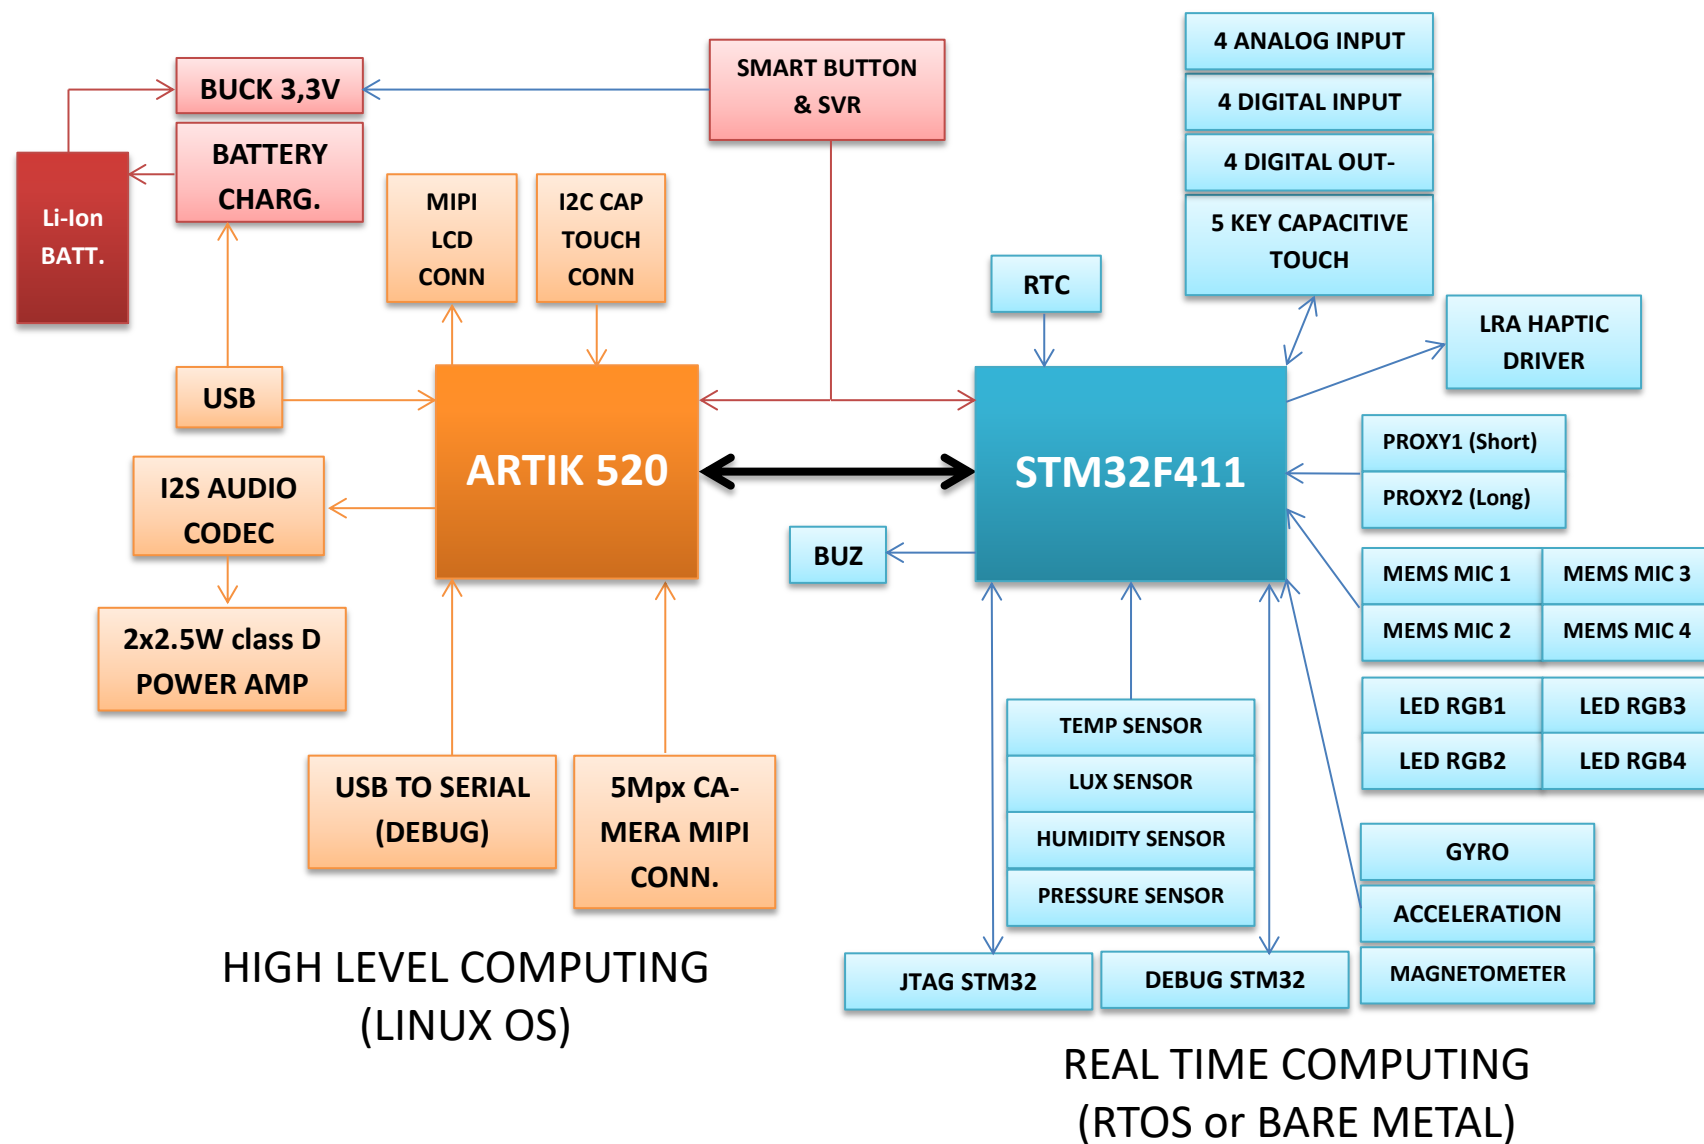 4 ANALOG INPUT
4 DIGITAL INPUT
4 DIGITAL OUT-
5 KEY CAPACITIVE
TOUCH
SMART BUTTON
& SVR
BUCK 3,3V
BATTERY
CHARG.
Li-Ion
BATT.
MIPI
LCD
CONN
I2C CAP
TOUCH
CONN
RTC
LRA HAPTIC
DRIVER
USB
ARTIK 520
STM32F411
PROXY1 (Short)
PROXY2 (Long)
I2S AUDIO
CODEC
BUZ
MEMS MIC 1
MEMS MIC 3
MEMS MIC 2
MEMS MIC 4
2x2.5W class D
POWER AMP
LED RGB1
LED RGB3
LED RGB2
LED RGB4
TEMP SENSOR
LUX SENSOR
HUMIDITY SENSOR
PRESSURE SENSOR
USB TO SERIAL
(DEBUG)
5Mpx CA-
MERA MIPI
CONN.
GYRO
ACCELERATION
MAGNETOMETER
JTAG STM32
DEBUG STM32
HIGH LEVEL COMPUTING
(LINUX OS)
REAL TIME COMPUTING
(RTOS or BARE METAL)